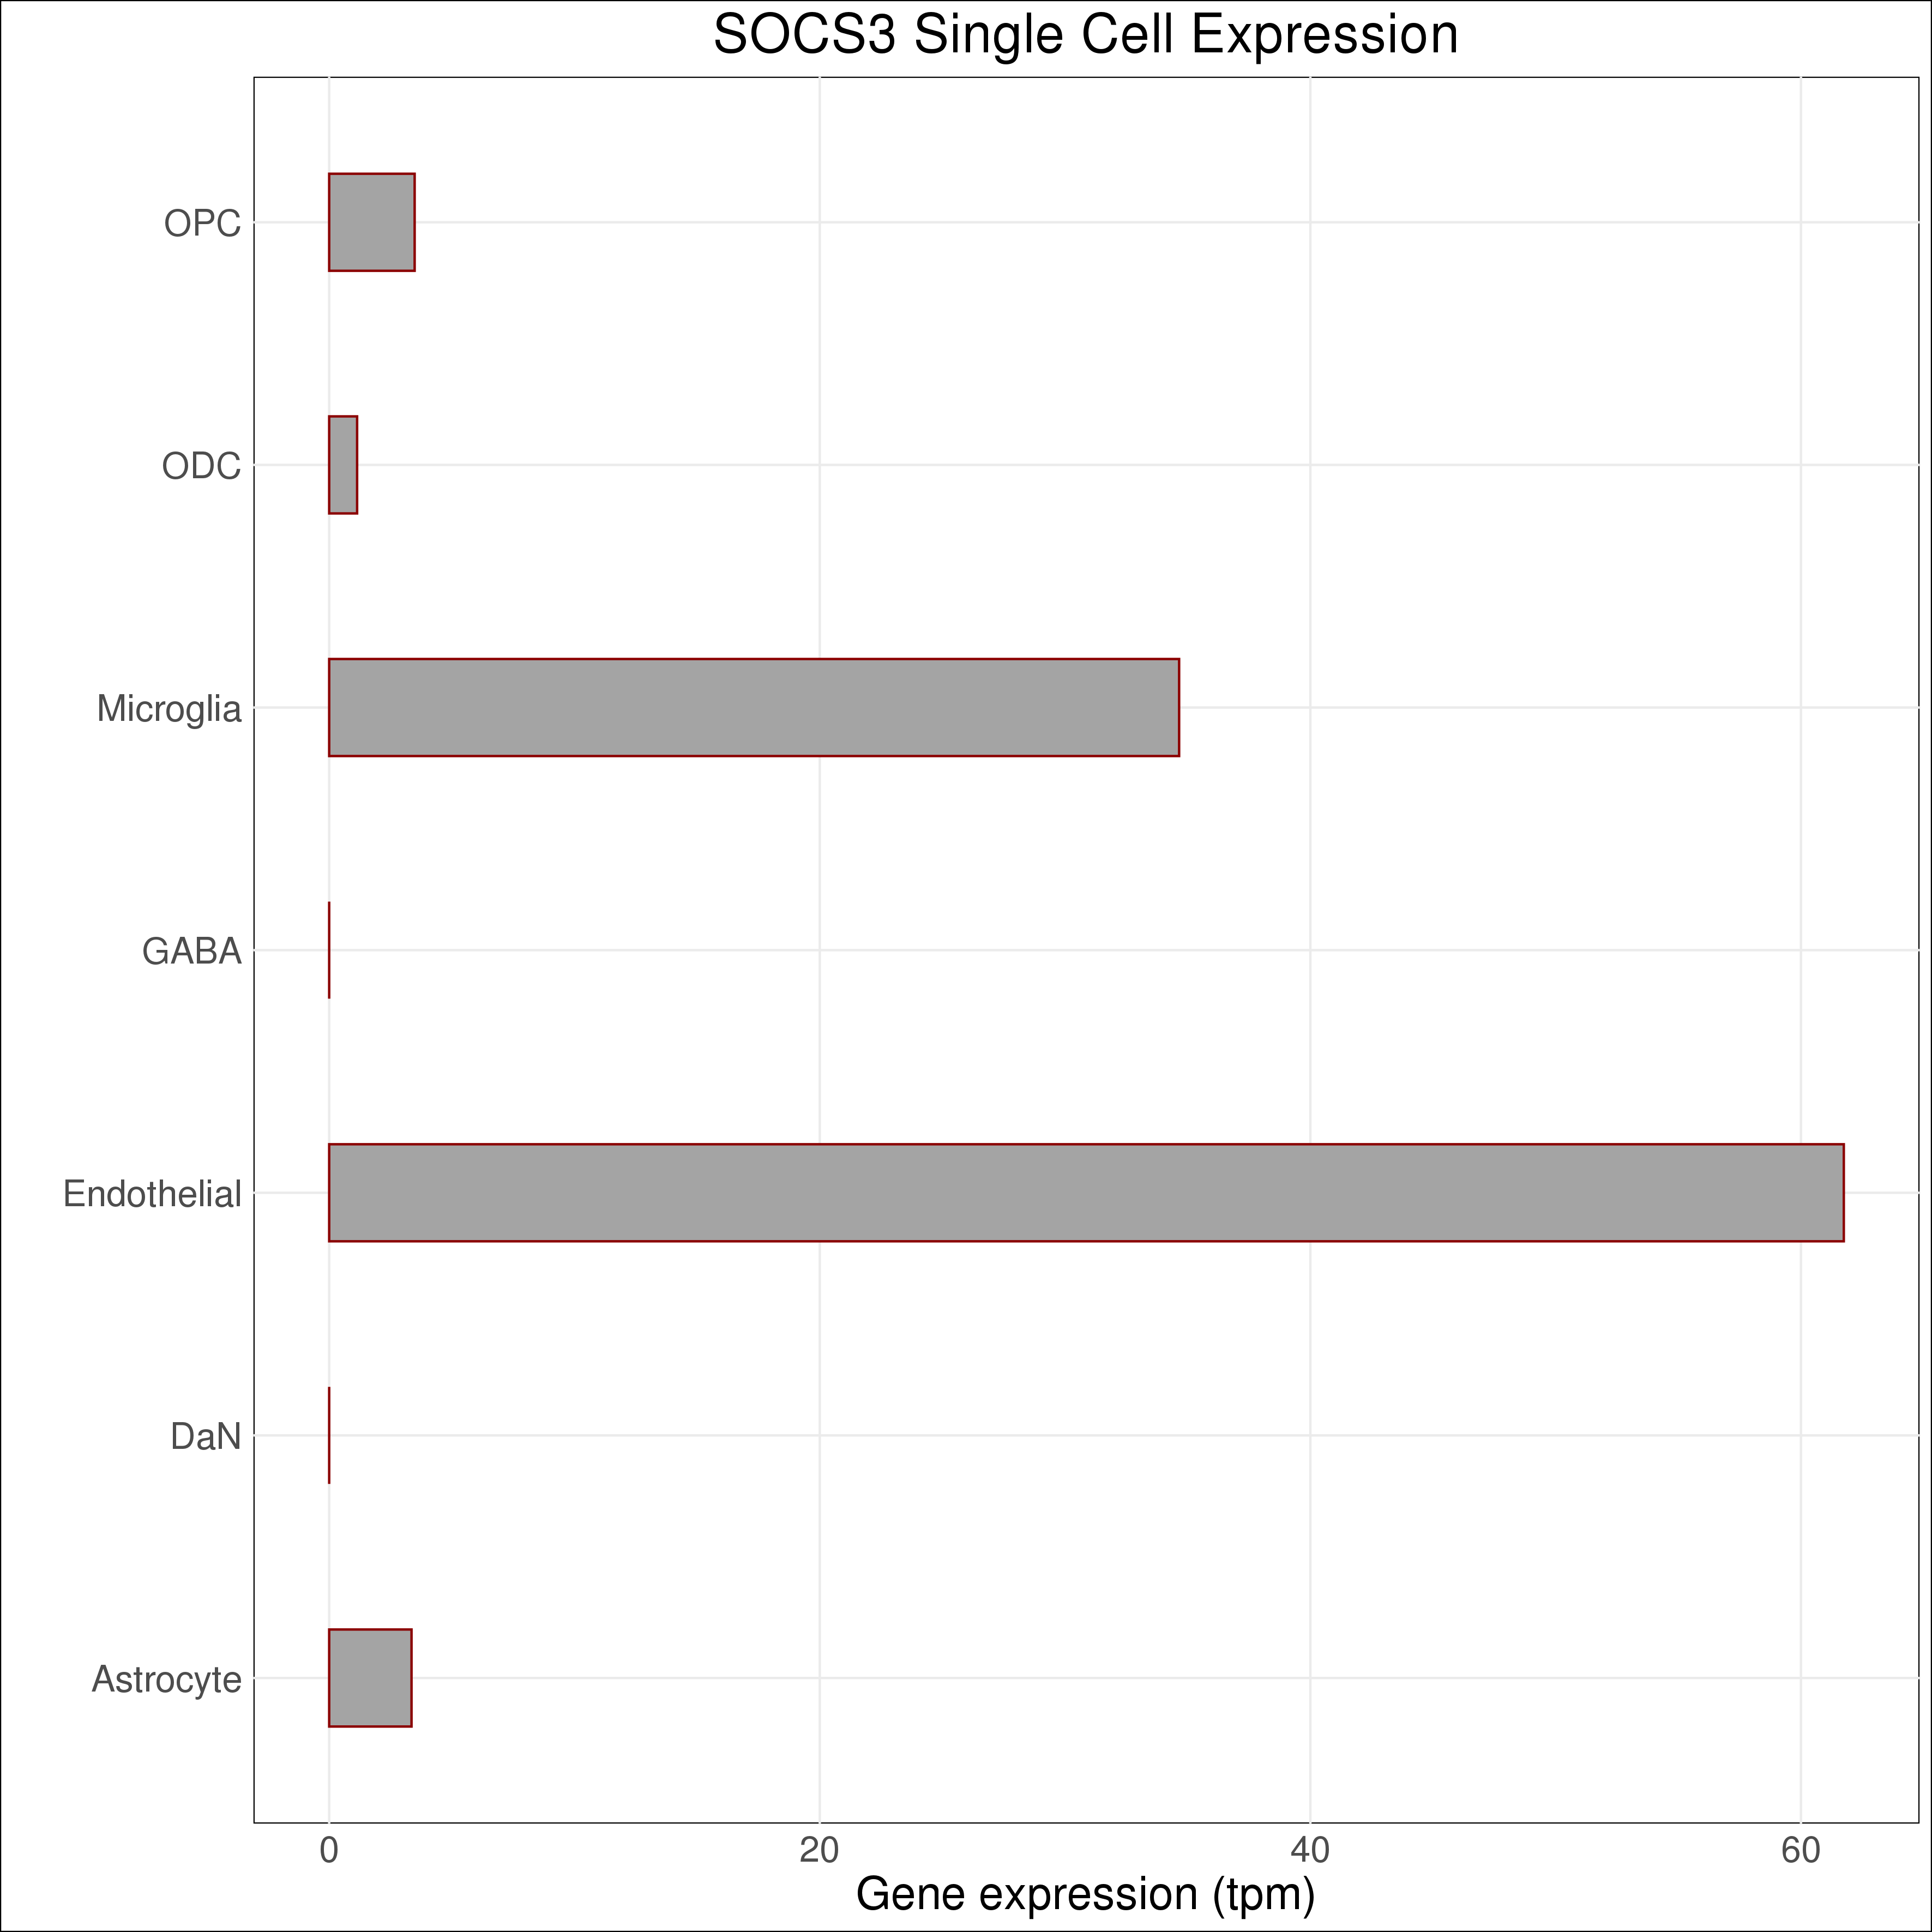 SOCS3 Single Cell Expression
OPC
ODC
Microglia
GABA
Endothelial
DaN
Astrocyte
0 20 40 60
Gene expression (tpm)